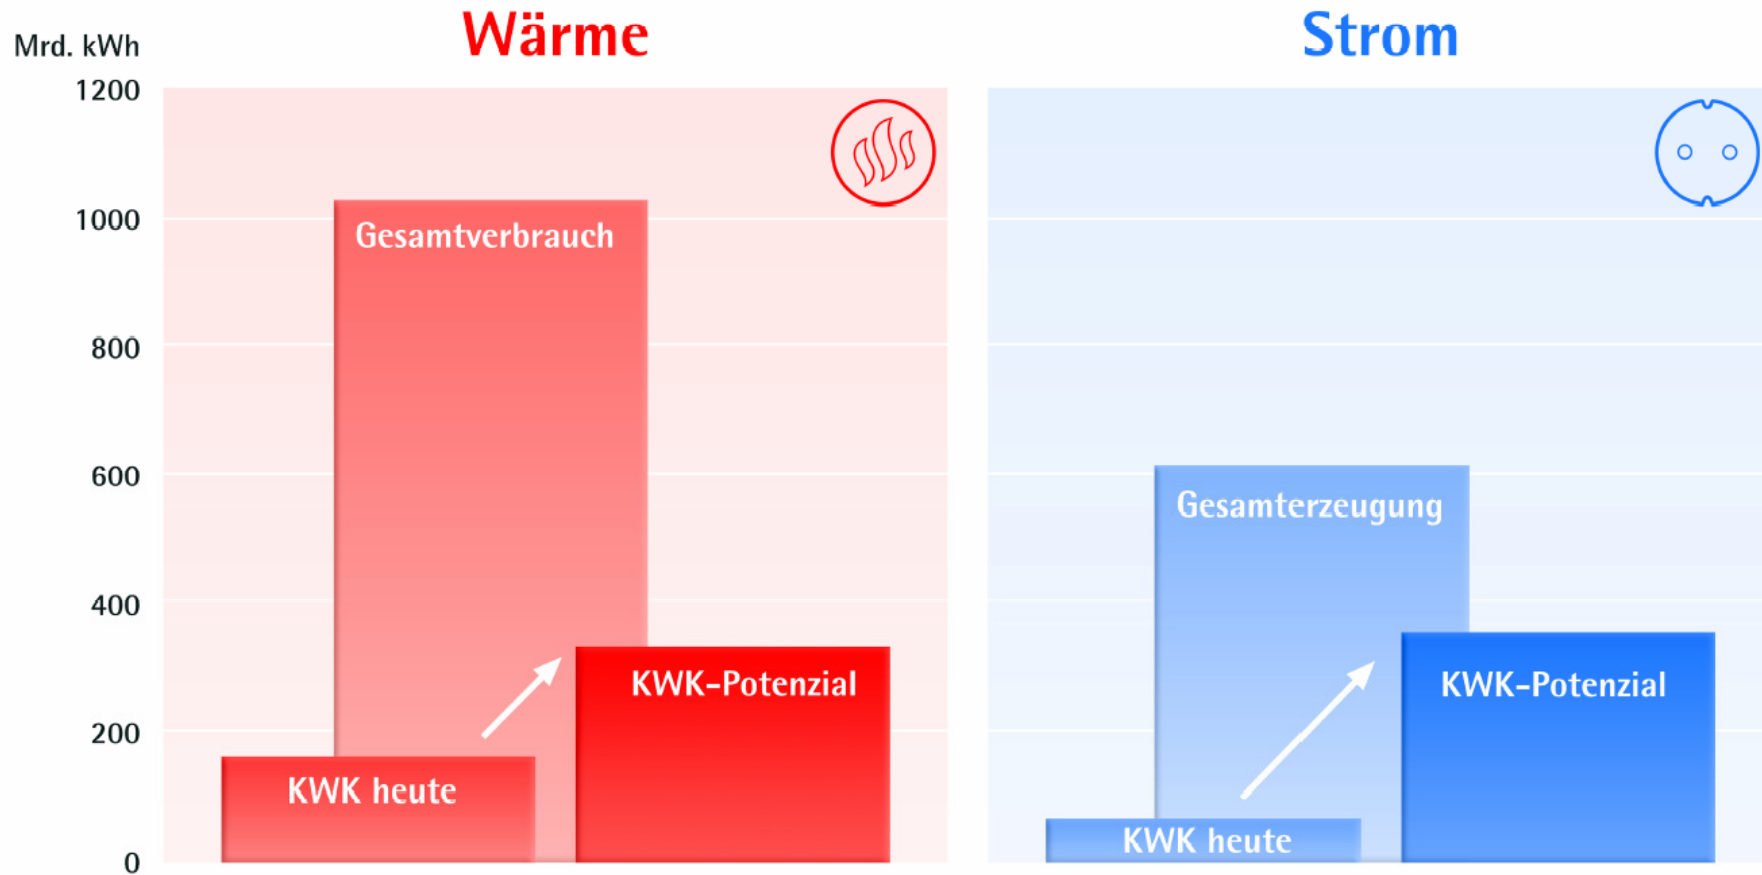 Wärme
Strom
Mrd. kWh
1200
1000
800
600
400
200
0
Gesamtverbrauch
KWK-Potenzial
KWK heute
Gesamterzeugung
KWK-Potenzial
KWK heute